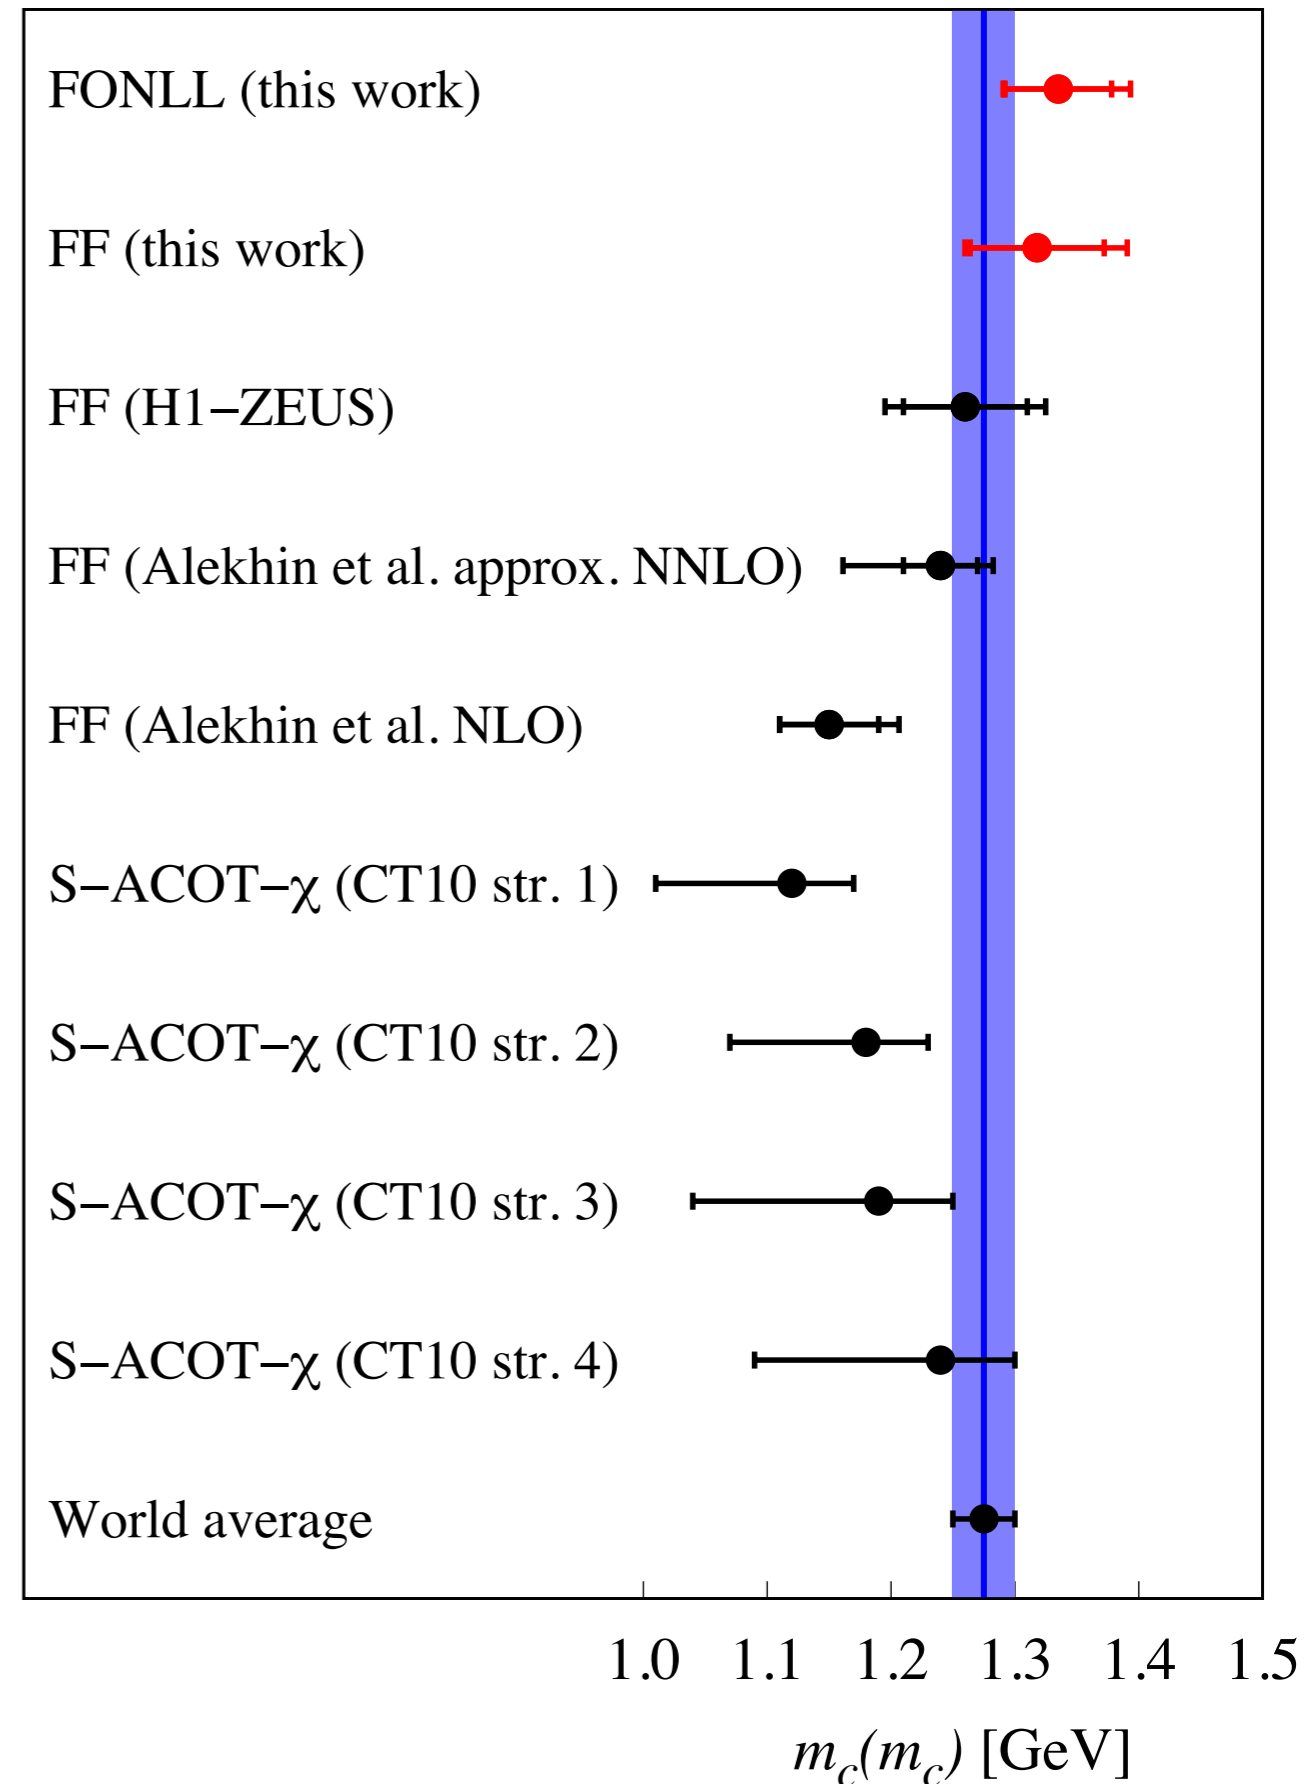 FONLL (this work)
FF (this work)
FF (H1−ZEUS)
FF (Alekhin et al. approx. NNLO)
FF (Alekhin et al. NLO)
S−ACOT−χ (CT10 str. 1)
S−ACOT−χ (CT10 str. 2)
S−ACOT−χ (CT10 str. 3)
S−ACOT−χ (CT10 str. 4)
World average
1.0 1.1 1.2 1.3 1.4 1.5
m_c(m_c) [GeV]